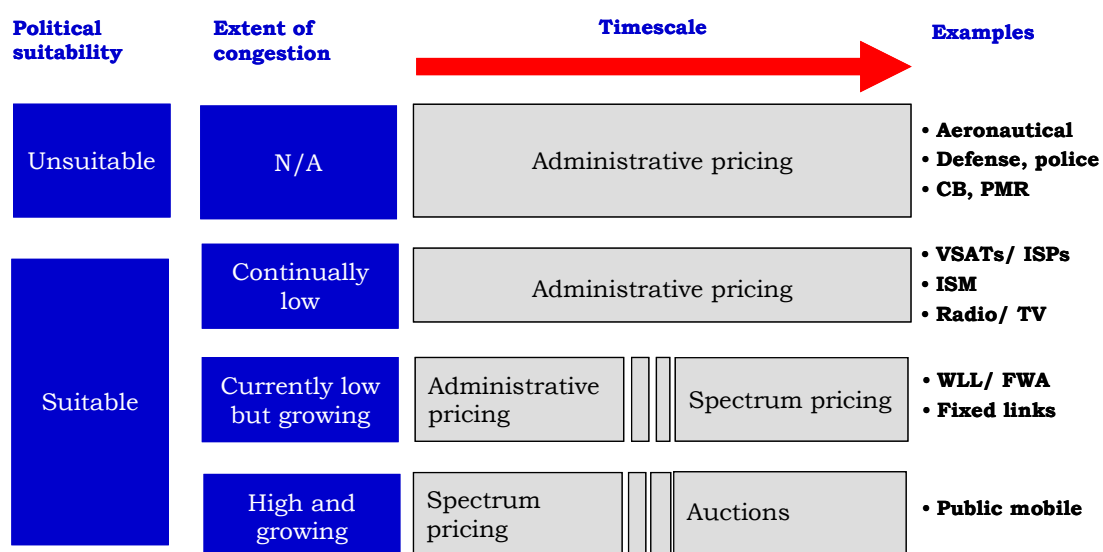 Political
suitability
Extent of
congestion
Timescale
Examples
Unsuitable
N/A
Administrative pricing
• Aeronautical
• Defense, police
• CB, PMR
Suitable
Continually
low
Administrative pricing
• VSATs/ ISPs
• ISM
• Radio/ TV
Currently low
but growing
Administrative
pricing
Spectrum pricing
• WLL/ FWA
• Fixed links
High and
growing
Spectrum
pricing
Auctions
• Public mobile